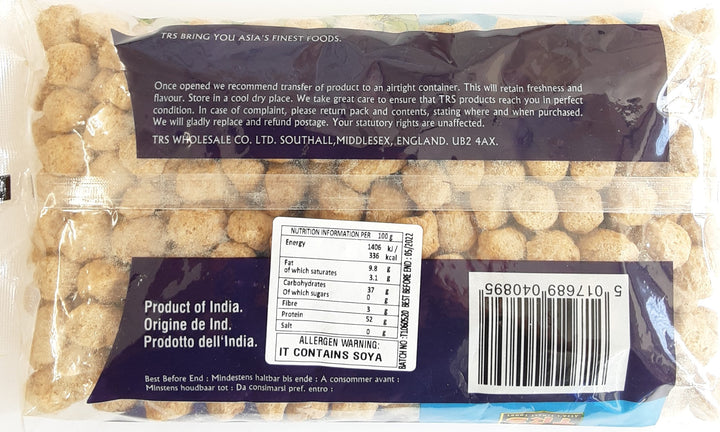 TRS BRING YOU ASIA'S FINEST FOODS.
Once opened we recommend transfer of product to an airtight container. This will retain freshness and
flavour. Store in a cool dry place. We take great care to ensure that TRS products reach you in perfect
condition. In case of complaint, please return pack and contents, stating where and when purchased.
We will gladly replace and refund postage. Your statutory rights are unaffected.
TRS WHOLESALE CO. LTD. SOUTHALL, MIDDLESEX, ENGLAND. UB2 4AX.
NUTRITION INFORMATION PER 100 g
Energy 1406 kJ/
336 kcal
Fat 9.8 g
of which saturates 3.1 g
Carbohydrates 37 g
Of which sugars 0 g
Fibre 3 g
Protein 52 g
Salt 0 g
ALLERGEN WARNING:
IT CONTAINS SOYA
BATCH NO :T1060520 BEST BEFORE END : 05/2022
Product of India.
Origine de Ind.
Prodotto dell'India.
Best Before End : Mindestens haltbar bis ende : A consommer avant :
Minstens houdbaar tot : Da consimarsi pref. entro :
5 017689 040895
TRS